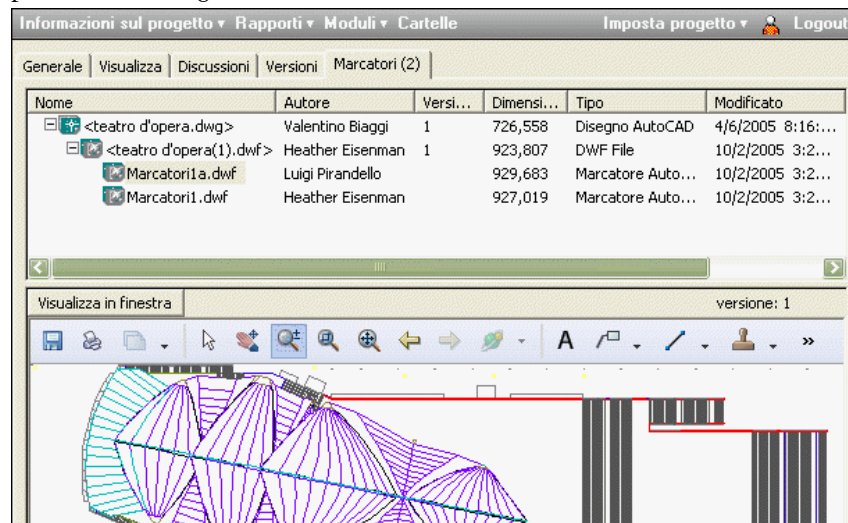 Informazioni sul progetto Rapporti Moduli Cartelle Imposta progetto Logout
Generale Visualizza Discussioni Versioni Marcatori (2)
Nome Autore Versi... Dimensi... Tipo Modificato
<teatro d'opera.dwg> Valentino Biaggi 1 726,558 Disegno AutoCAD 4/6/2005 8:16:...
<teatro d'opera(1).dwf> Heather Eisenman 1 923,807 DWF File 10/2/2005 3:2...
Marcatori1a.dwf Luigi Pirandello 929,683 Marcatore Auto... 10/2/2005 3:2...
Marcatori1.dwf Heather Eisenman 927,019 Marcatore Auto... 10/2/2005 3:2...
Visualizza in finestra versione: 1
A »